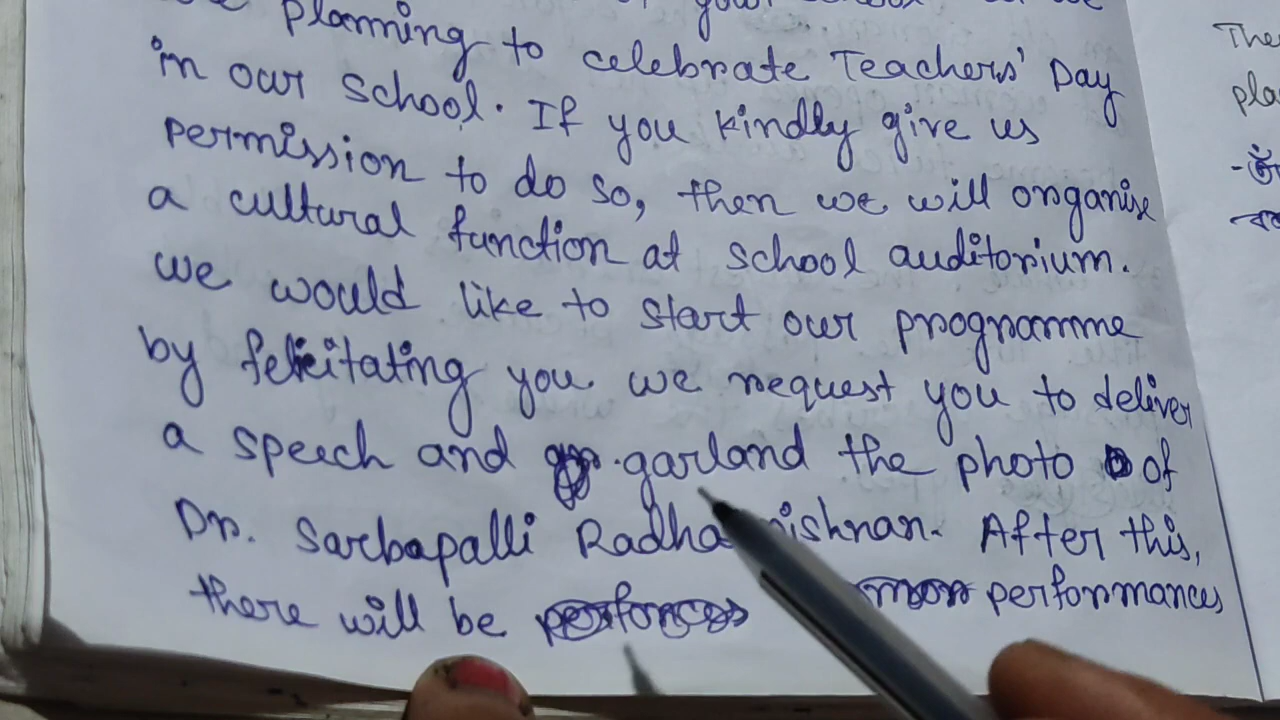 planning to celebrate Teachers' Day
in our school. If you kindly give us
permission to do so, then we will organise
a cultural function at school auditorium.
we would like to start our programme
by felicitating you we request you to deliver
a speech and garland the photo of
Dr. Sarbapalli Radha ishnan. After this,
there will be performances
The
pla